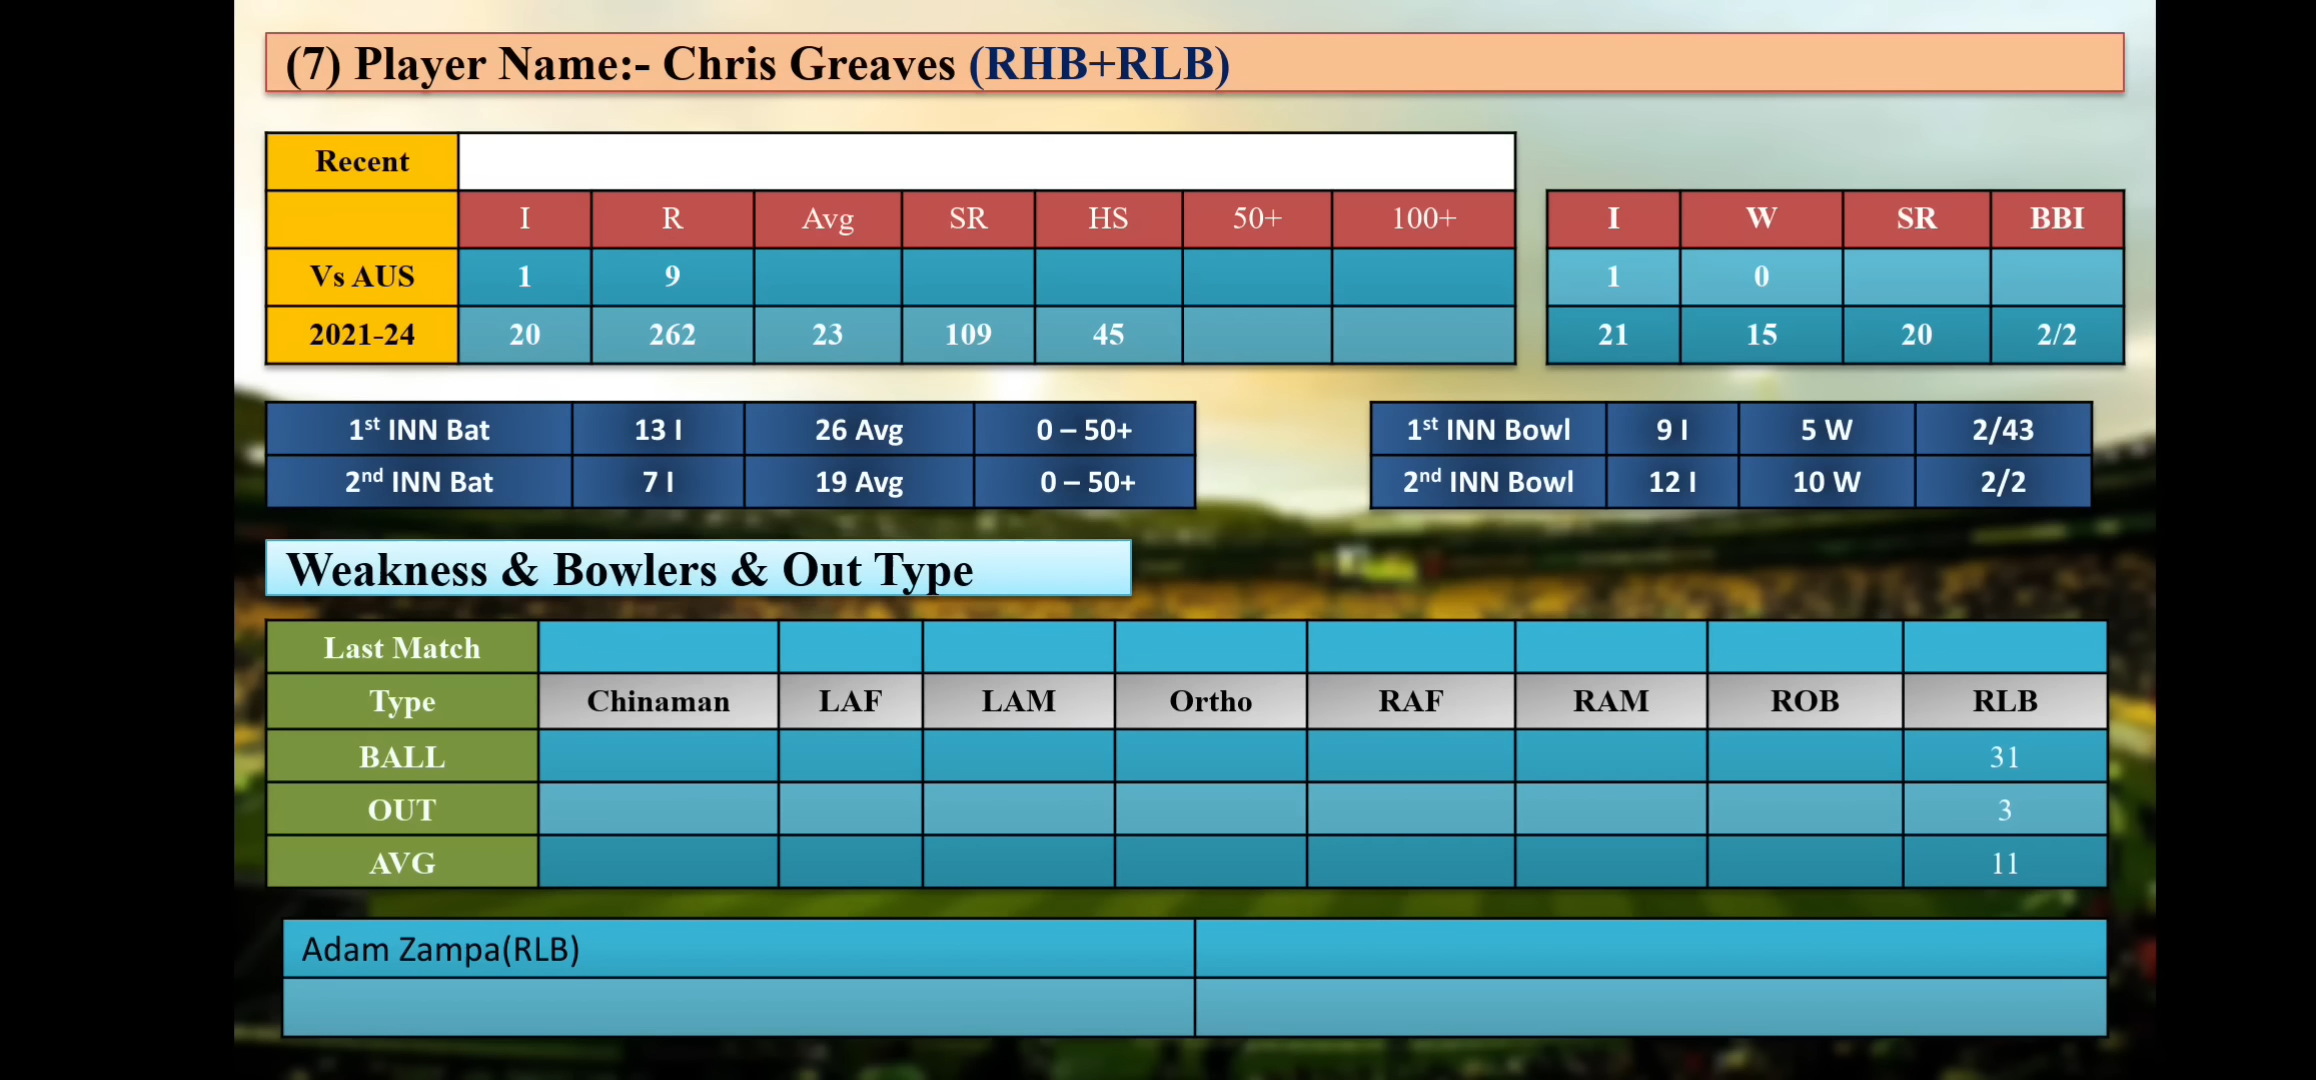 (7) Player Name:- Chris Greaves (RHB+RLB)
Recent
I R Avg SR HS 50+ 100+
Vs AUS 1 9
2021-24 20 262 23 109 45
I W SR BBI
1 0
21 15 20 2/2
1st INN Bat 13 I 26 Avg 0 – 50+
2nd INN Bat 7 I 19 Avg 0 – 50+
1st INN Bowl 9 I 5 W 2/43
2nd INN Bowl 12 I 10 W 2/2
Weakness & Bowlers & Out Type
Last Match
Type Chinaman LAF LAM Ortho RAF RAM ROB RLB
BALL 31
OUT 3
AVG 11
Adam Zampa(RLB)